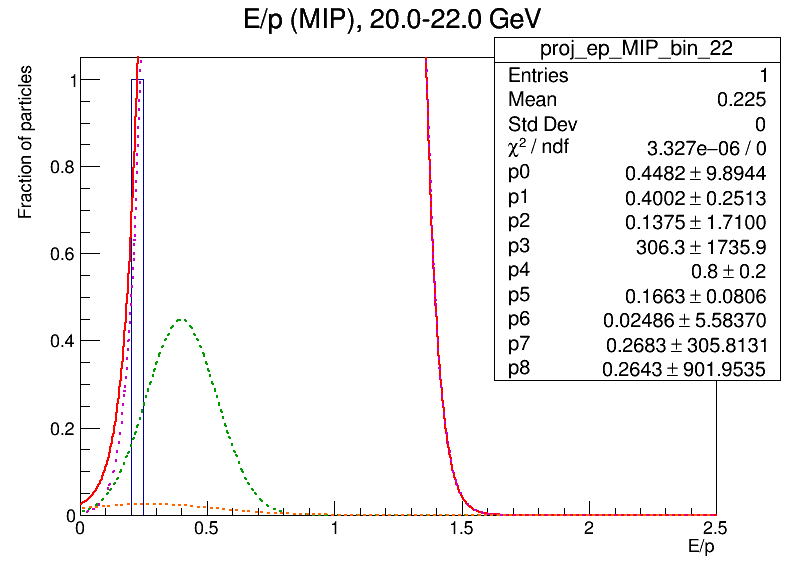 E/p (MIP), 20.0-22.0 GeV
proj_ep_MIP_bin_22
Entries 1
Mean 0.225
Std Dev 0
χ² / ndf 3.327e−06 / 0
p0 0.4482 ± 9.8944
p1 0.4002 ± 0.2513
p2 0.1375 ± 1.7100
p3 306.3 ± 1735.9
p4 0.8 ± 0.2
p5 0.1663 ± 0.0806
p6 0.02486 ± 5.58370
p7 0.2683 ± 305.8131
p8 0.2643 ± 901.9535
Fraction of particles
1
0.8
0.6
0.4
0.2
0
0 0.5 1 1.5 2 2.5
E/p